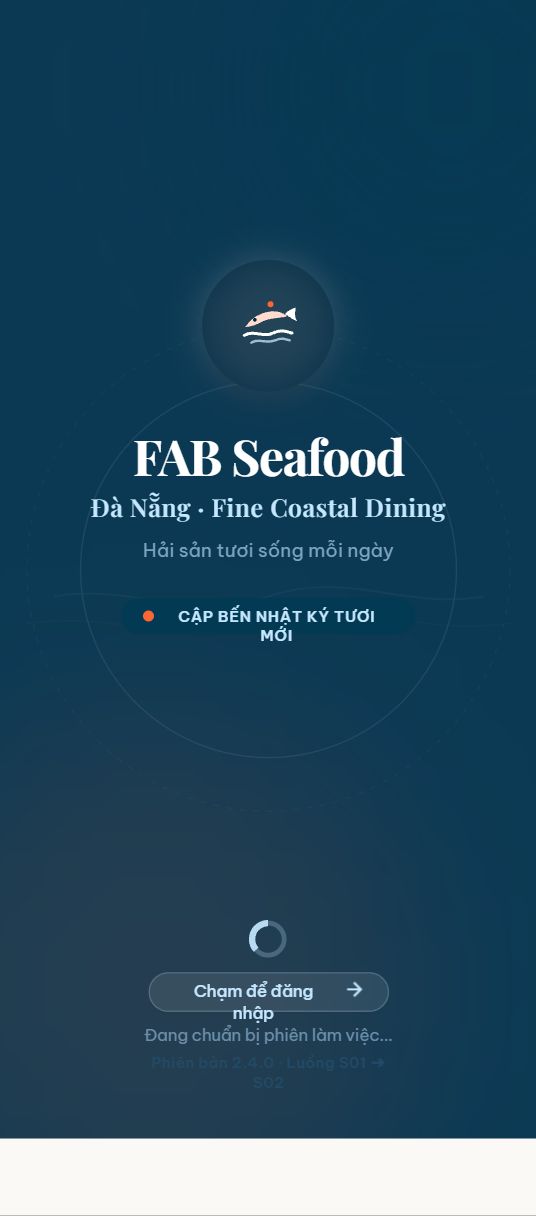 FAB Seafood
Đà Nẵng · Fine Coastal Dining
Hải sản tươi sống mỗi ngày
CẬP BẾN NHẬT KÝ TƯƠI
MỚI
Chạm để đăng
nhập
Đang chuẩn bị phiên làm việc...
Phiên bản 2.4.0 · Luồng S01 ➔
S02